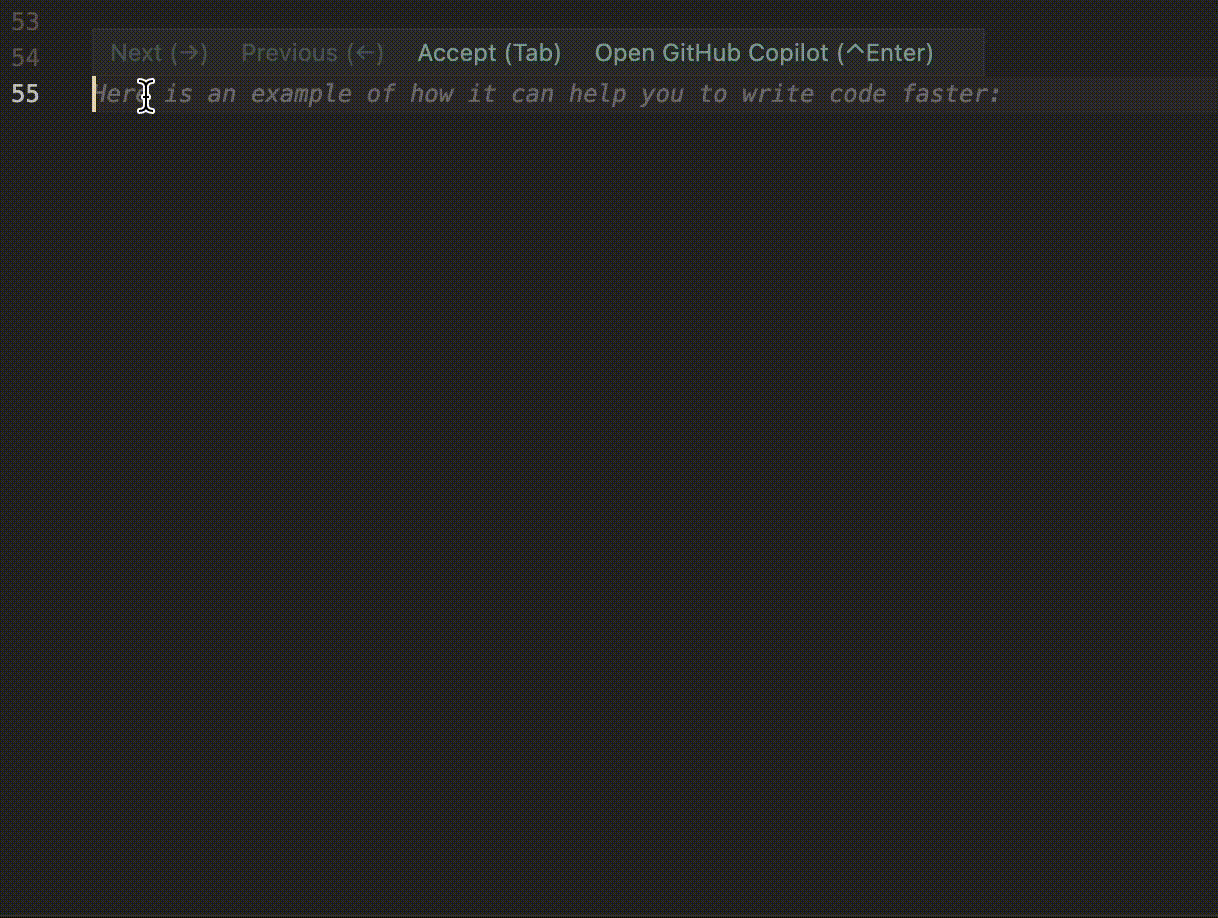 53
54 Next (→) Previous (←) Accept (Tab) Open GitHub Copilot (^Enter)
55 Here is an example of how it can help you to write code faster: